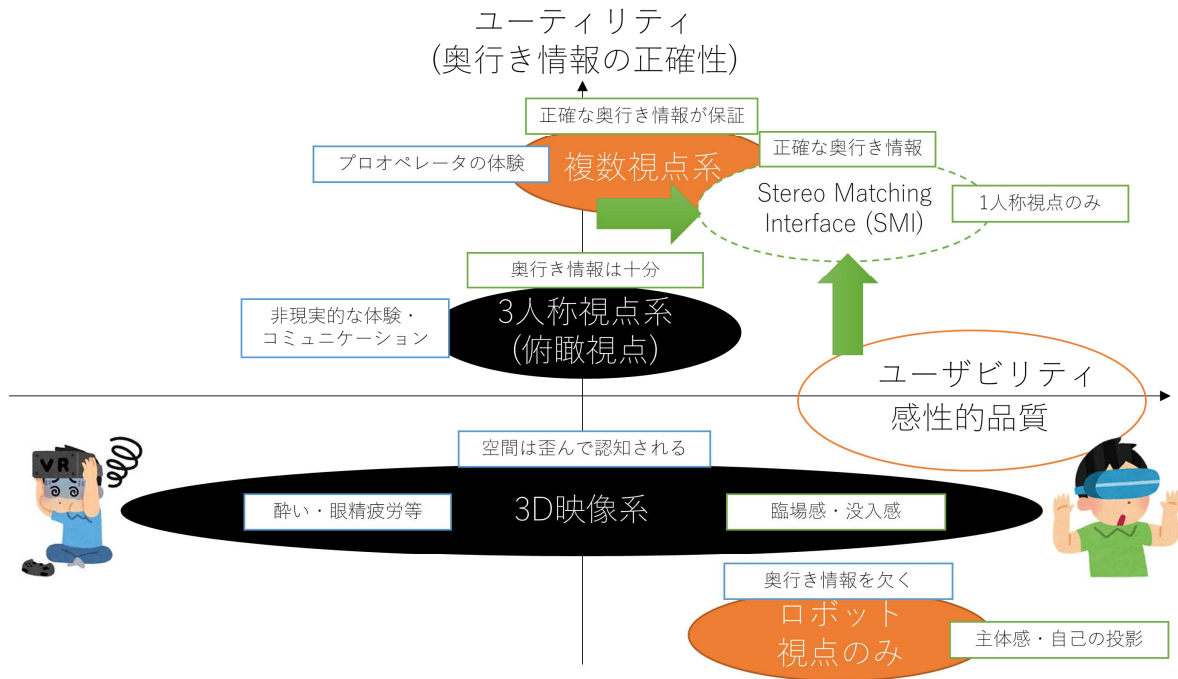 ユーティリティ
(奥行き情報の正確性)
正確な奥行き情報が保証
正確な奥行き情報
プロオペレータの体験
複数視点系
Stereo Matching
Interface (SMI)
1人称視点のみ
奥行き情報は十分
非現実的な体験・
コミュニケーション
3人称視点系
(俯瞰視点)
ユーザビリティ
感性的品質
空間は歪んで認知される
VR
酔い・眼精疲労等
3D映像系
臨場感・没入感
奥行き情報を欠く
ロボット
視点のみ
主体感・自己の投影